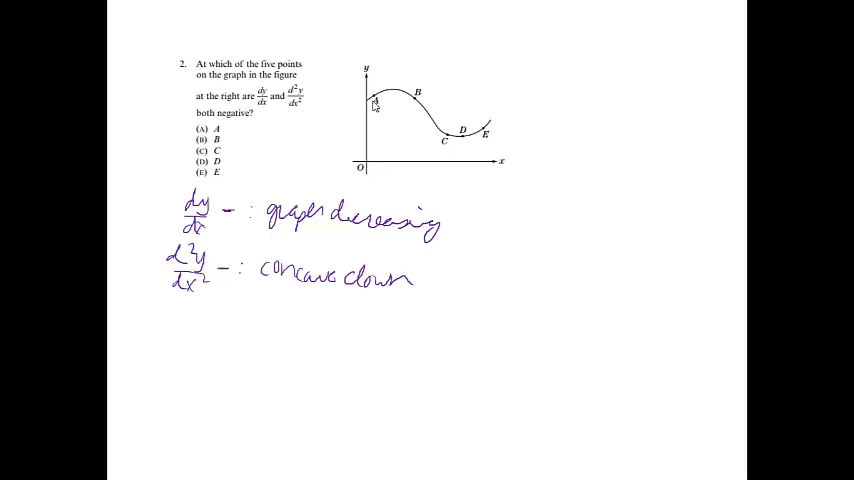 2. At which of the five points
on the graph in the figure
at the right are dy/dx and d²y/dx²
both negative?
(A) A
(B) B
(C) C
(D) D
(E) E
y
B
C
D
E
O
x
dy/dx - : graph decreasing
d²y/dx² - : concave down